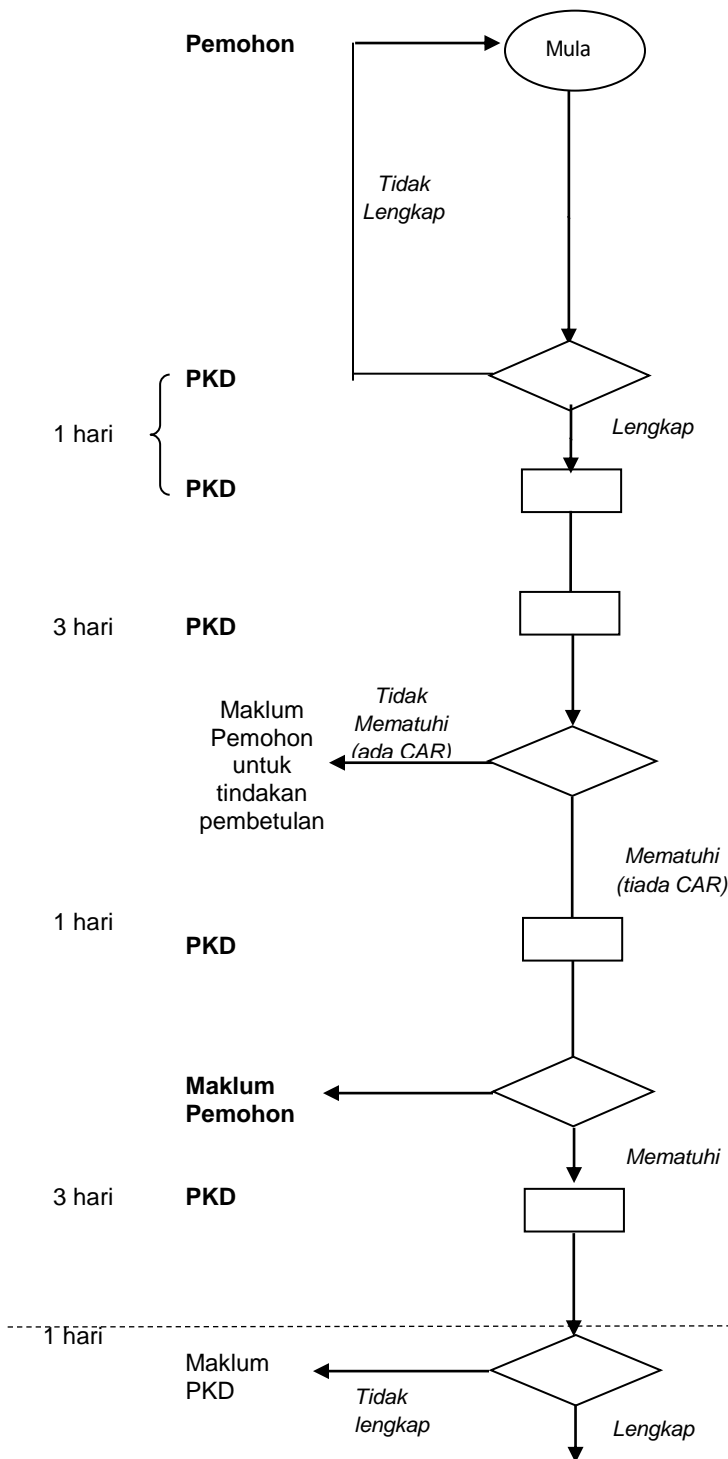 Pemohon
Mula
Tidak
Lengkap
PKD
1 hari
Lengkap
PKD
3 hari
PKD
Maklum
Pemohon
untuk
tindakan
pembetulan
Tidak
Mematuhi
(ada CAR)
Mematuhi
(tiada CAR)
1 hari
PKD
Maklum
Pemohon
Mematuhi
3 hari
PKD
1 hari
Maklum
PKD
Tidak
lengkap
Lengkap